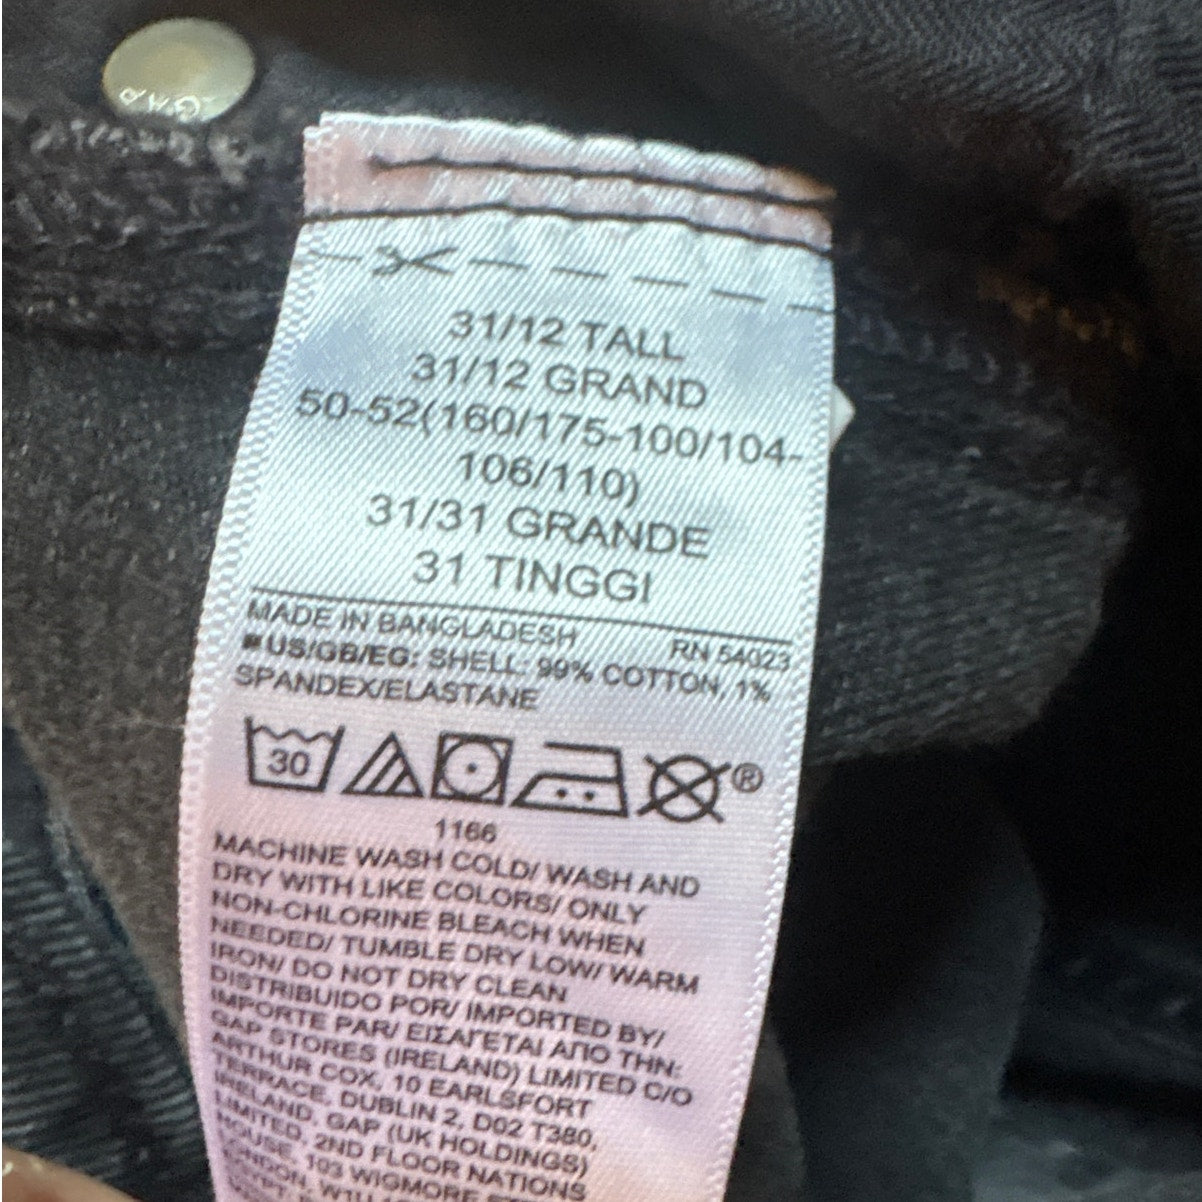 GAP
31/12 TALL
31/12 GRAND
50-52(160/175-100/104-
106/110)
31/31 GRANDE
31 TINGGI
MADE IN BANGLADESH RN 54023
US/GB/EG: SHELL: 99% COTTON, 1%
SPANDEX/ELASTANE
30
®
1166
MACHINE WASH COLD/ WASH AND
DRY WITH LIKE COLORS/ ONLY
NON-CHLORINE BLEACH WHEN
NEEDED/ TUMBLE DRY LOW/ WARM
IRON/ DO NOT DRY CLEAN
DISTRIBUIDO POR/ IMPORTED BY/
IMPORTE PAR/ ΕΙΣΑΓΕΤΑΙ ΑΠΟ ΤΗΝ:
GAP STORES (IRELAND) LIMITED C/O
ARTHUR COX, 10 EARLSFORT
TERRACE, DUBLIN 2, D02 T380,
IRELAND, GAP (UK HOLDINGS)
LIMITED, 2ND FLOOR NATIONS
HOUSE, 103 WIGMORE
LONDON, W1U